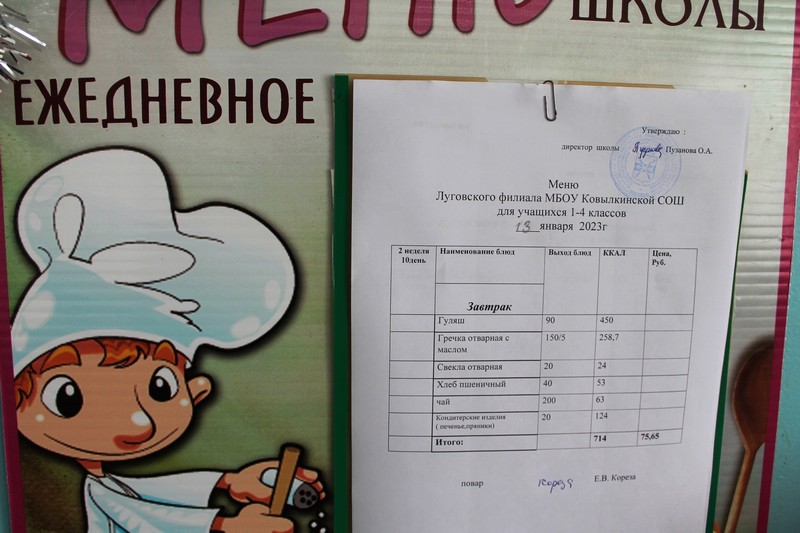 МЕНЮ
ШКОЛЫ
ЕЖЕДНЕВНОЕ
Утверждаю :
директор школы Пузанова О.А.
Меню
Луговского филиала МБОУ Ковылкинской СОШ
для учащихся 1-4 классов
13 января 2023г
2 неделя 10день Наименование блюд Выход блюд ККАЛ Цена, Руб.
Завтрак
Гуляш 90 450
Гречка отварная с маслом 150/5 258,7
Свекла отварная 20 24
Хлеб пшеничный 40 53
чай 200 63
Кондитерские изделия ( печенье,пряники) 20 124
Итого: 714 75,65
повар Кореза Е.В. Кореза